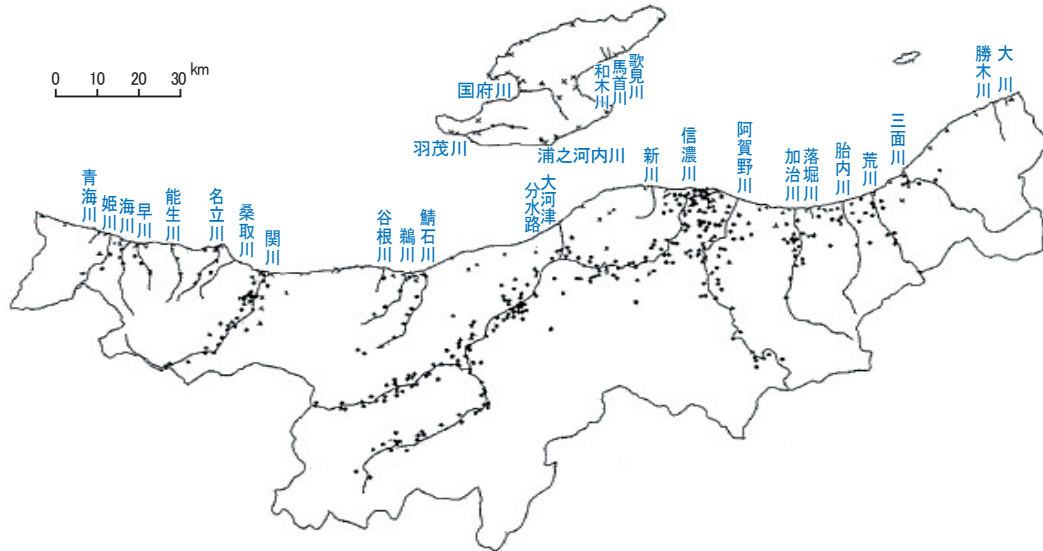 0 10 20 30 km
国府川
羽茂川
和木川
馬首川
歌見川
浦之河内川
青海川
姫川
海川
早川
能生川
名立川
桑取川
関川
谷根川
鵜川
鯖石川
大河津
分水路
新川
信濃川
阿賀野川
加治川
落堀川
胎内川
荒川
三面川
勝木川
大川